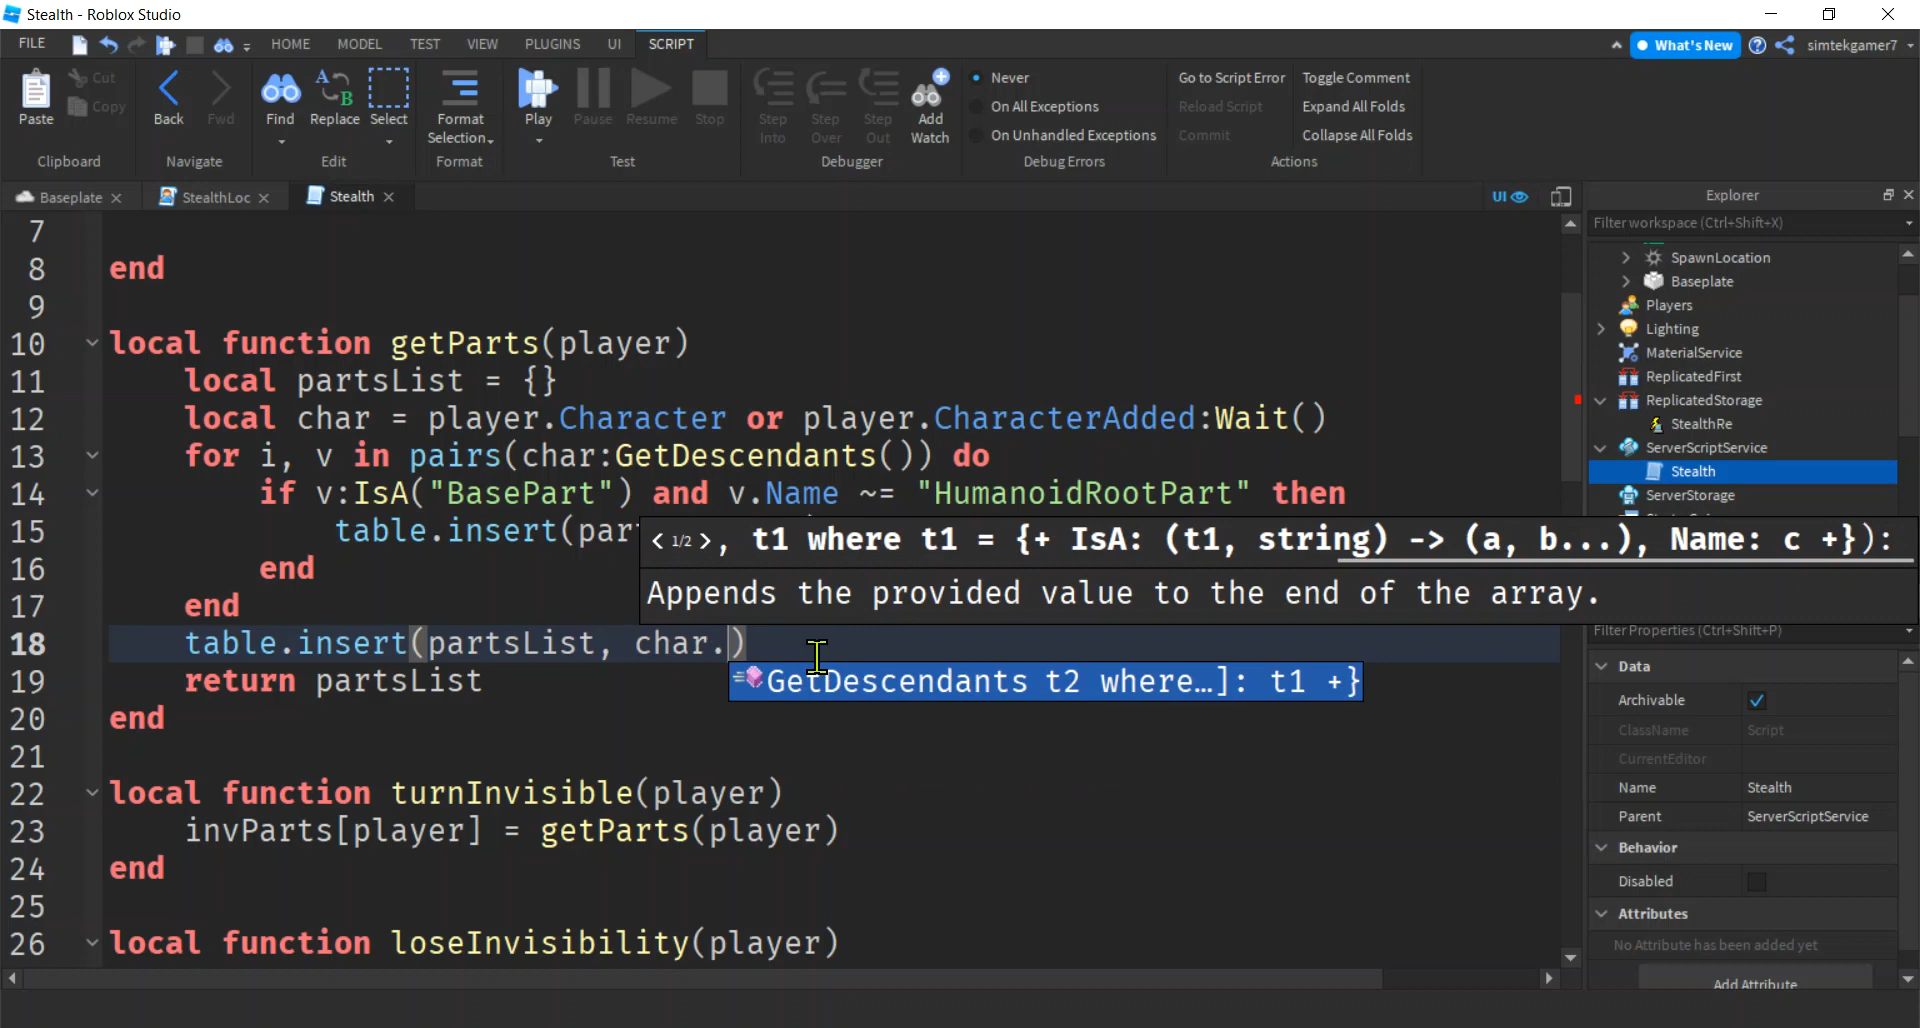 Stealth - Roblox Studio
FILE HOME MODEL TEST VIEW PLUGINS UI SCRIPT What's New simtekgamer7
Paste Cut Copy Back Fwd Find Replace Select Format Selection Play Pause Resume Stop Step Into Step Over Step Out Add Watch
Never
On All Exceptions
On Unhandled Exceptions
Go to Script Error Toggle Comment
Reload Script Expand All Folds
Commit Collapse All Folds
Clipboard Navigate Edit Format Test Debugger Debug Errors Actions
Baseplate StealthLoc Stealth UI
7
8 end
9
10 local function getParts(player)
11 local partsList = {}
12 local char = player.Character or player.CharacterAdded:Wait()
13 for i, v in pairs(char:GetDescendants()) do
14 if v:IsA("BasePart") and v.Name ~= "HumanoidRootPart" then
15 table.insert(par
16 end
17 end
18 table.insert(partsList, char.)
19 return partsList
20 end
21
22 local function turnInvisible(player)
23 invParts[player] = getParts(player)
24 end
25
26 local function loseInvisibility(player)
< 1/2 >, t1 where t1 = {+ IsA: (t1, string) -> (a, b...), Name: c +}):
Appends the provided value to the end of the array.
GetDescendants t2 where…]: t1 +}
Explorer
Filter workspace (Ctrl+Shift+X)
SpawnLocation
Baseplate
Players
Lighting
MaterialService
ReplicatedFirst
ReplicatedStorage
StealthRe
ServerScriptService
Stealth
ServerStorage
Filter Properties (Ctrl+Shift+P)
Data
Archivable
ClassName Script
CurrentEditor
Name Stealth
Parent ServerScriptService
Behavior
Disabled
Attributes
No Attribute has been added yet
Add Attribute